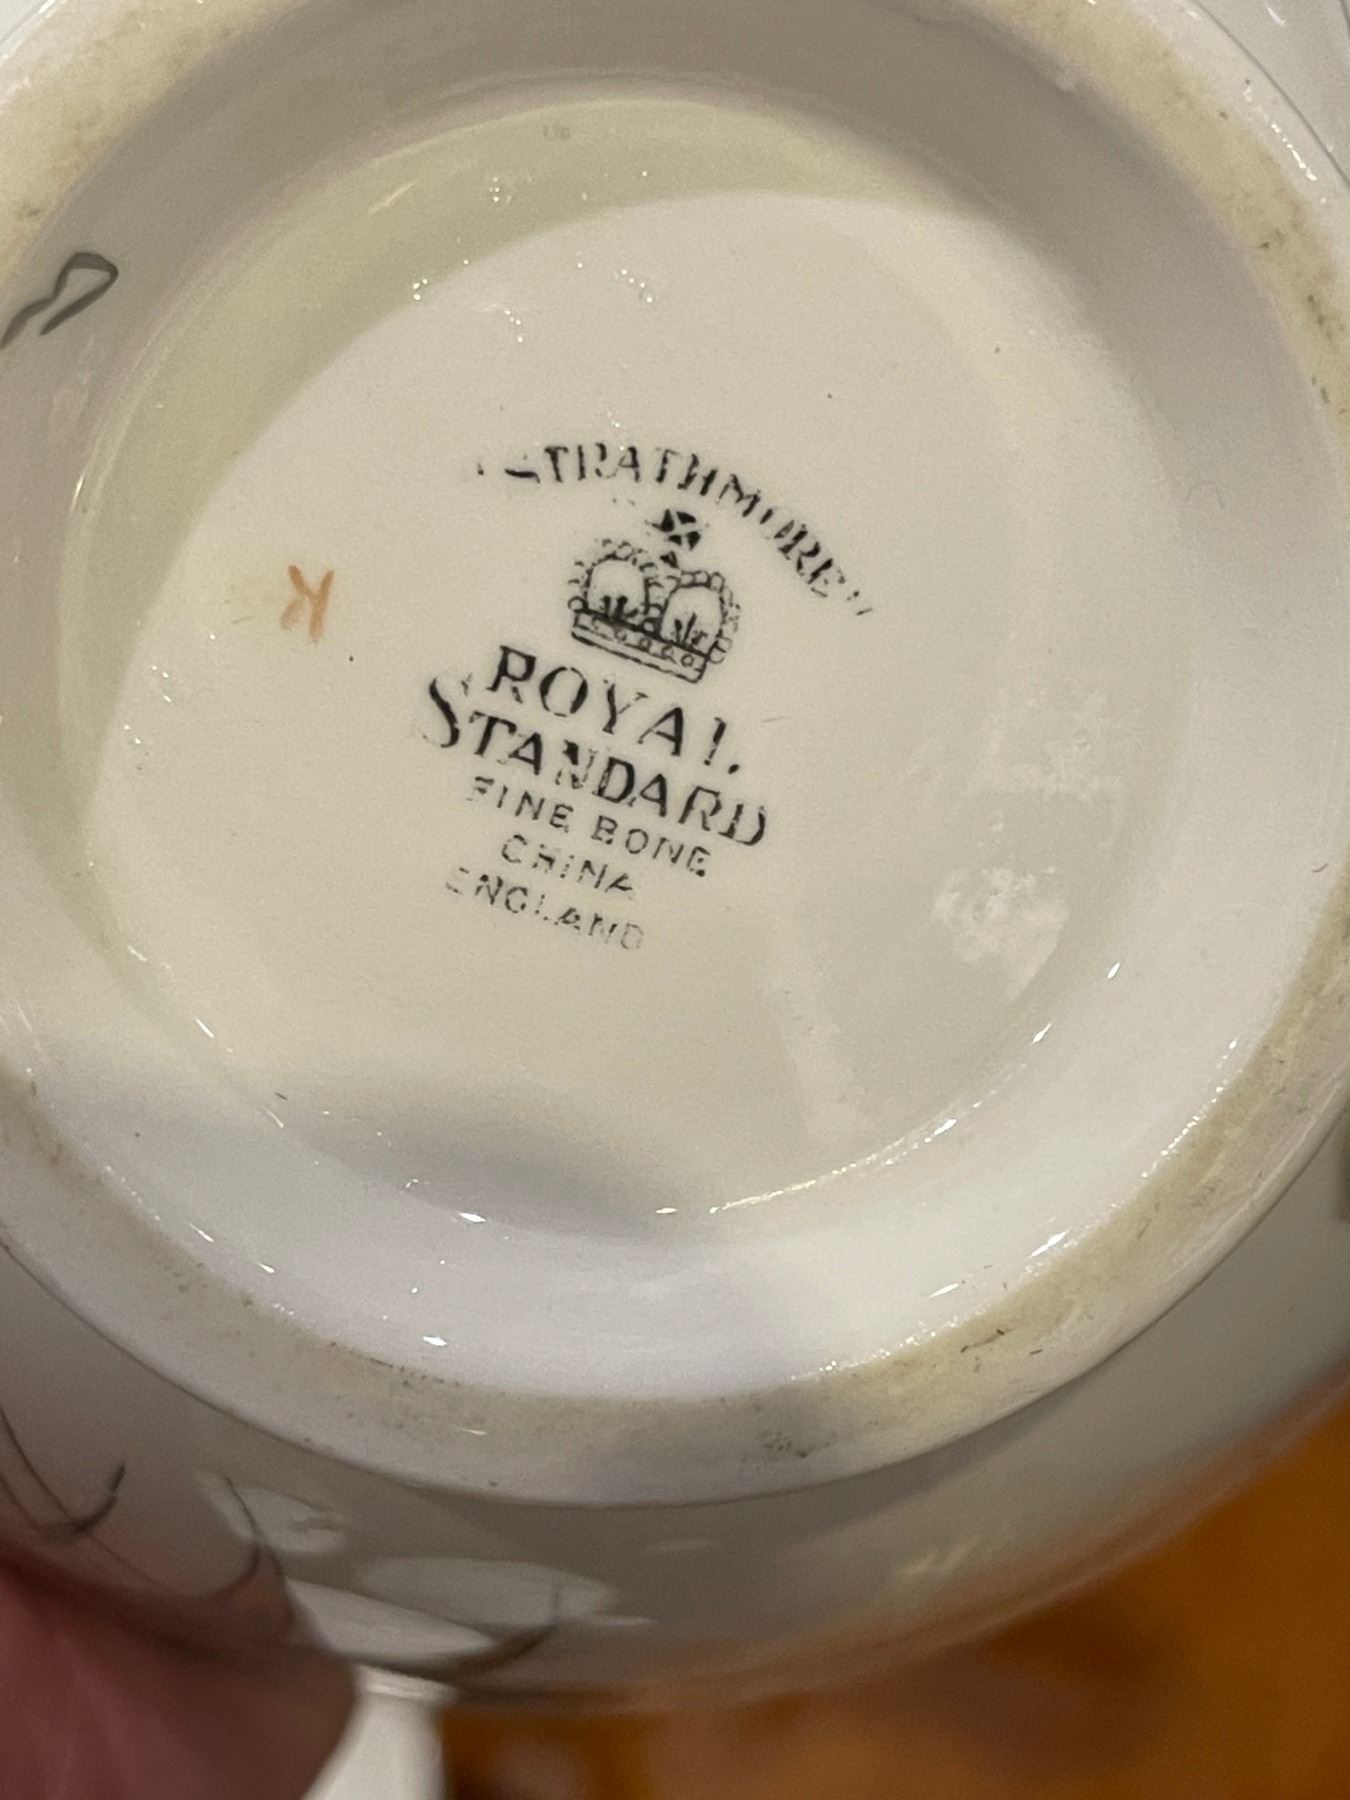 "STRATHMORE"
ROYAL
STANDARD
FINE BONE
CHINA
ENGLAND
K